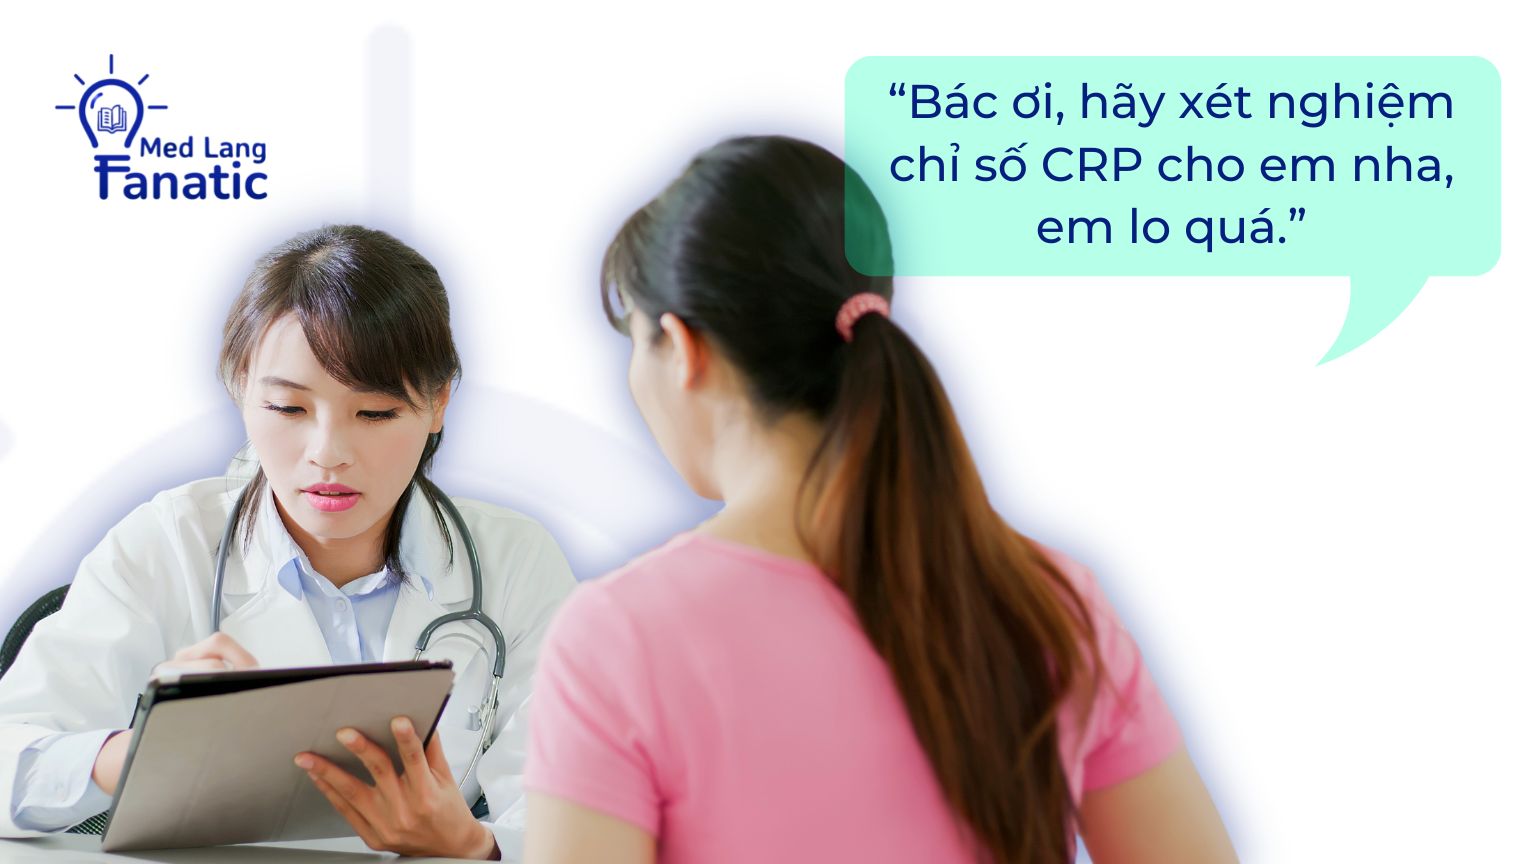 Med Lang
Fanatic
“Bác ơi, hãy xét nghiệm
chỉ số CRP cho em nha,
em lo quá.”